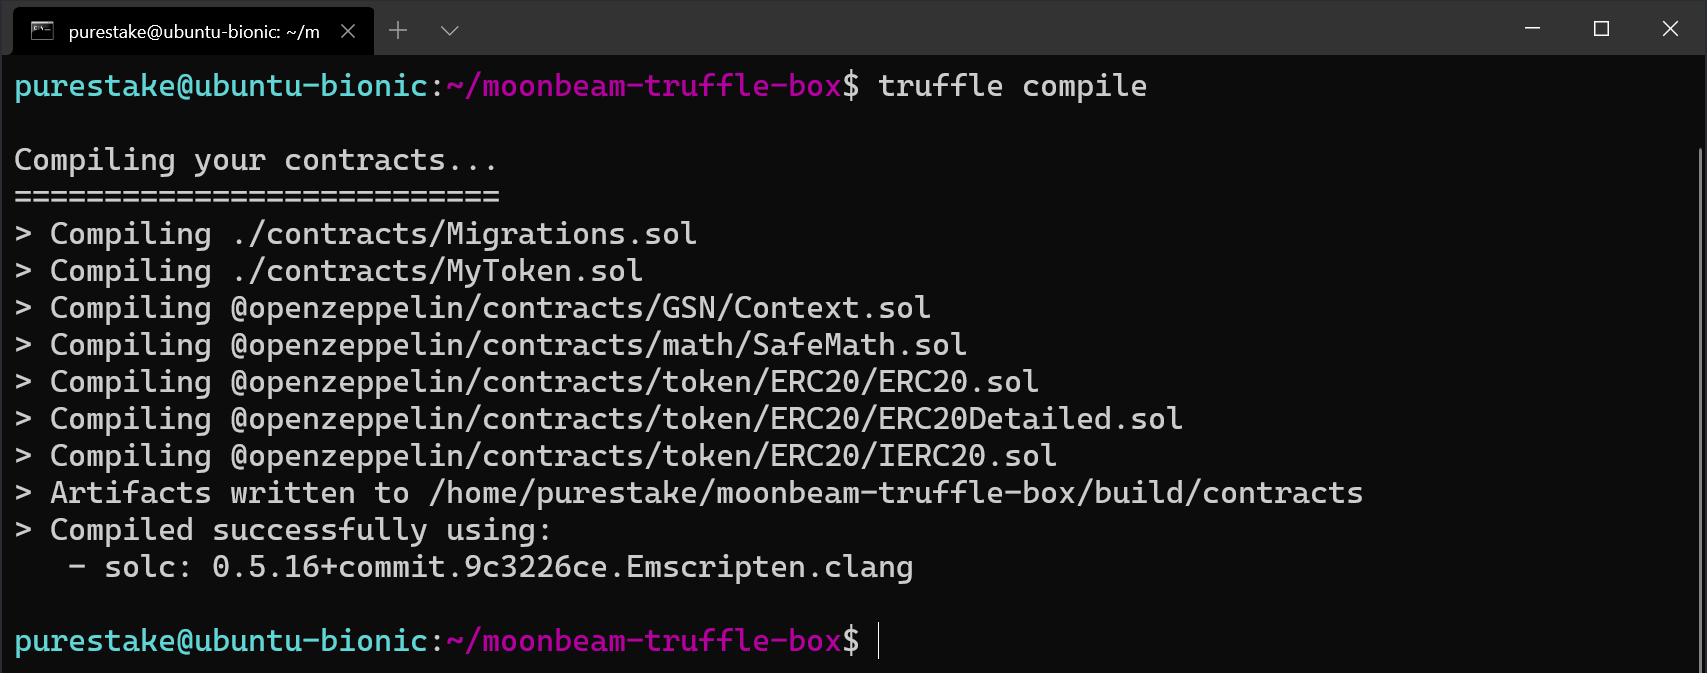 purestake@ubuntu-bionic: ~/m
purestake@ubuntu-bionic:~/moonbeam-truffle-box$ truffle compile
Compiling your contracts...
===========================
> Compiling ./contracts/Migrations.sol
> Compiling ./contracts/MyToken.sol
> Compiling @openzeppelin/contracts/GSN/Context.sol
> Compiling @openzeppelin/contracts/math/SafeMath.sol
> Compiling @openzeppelin/contracts/token/ERC20/ERC20.sol
> Compiling @openzeppelin/contracts/token/ERC20/ERC20Detailed.sol
> Compiling @openzeppelin/contracts/token/ERC20/IERC20.sol
> Artifacts written to /home/purestake/moonbeam-truffle-box/build/contracts
> Compiled successfully using:
   - solc: 0.5.16+commit.9c3226ce.Emscripten.clang
purestake@ubuntu-bionic:~/moonbeam-truffle-box$